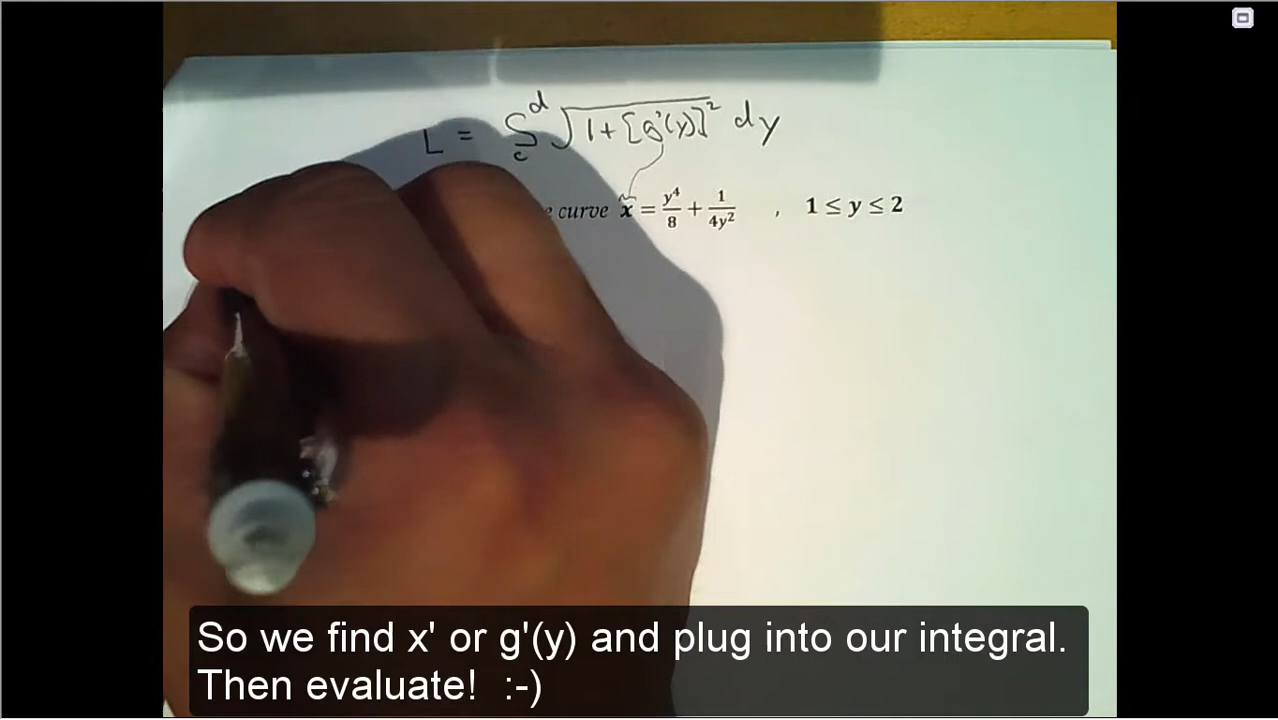 L = ∫_c^d √(1 + [g'(y)]²) dy
curve x = y⁴/8 + 1/(4y²) , 1 ≤ y ≤ 2
So we find x' or g'(y) and plug into our integral.
Then evaluate! :-)